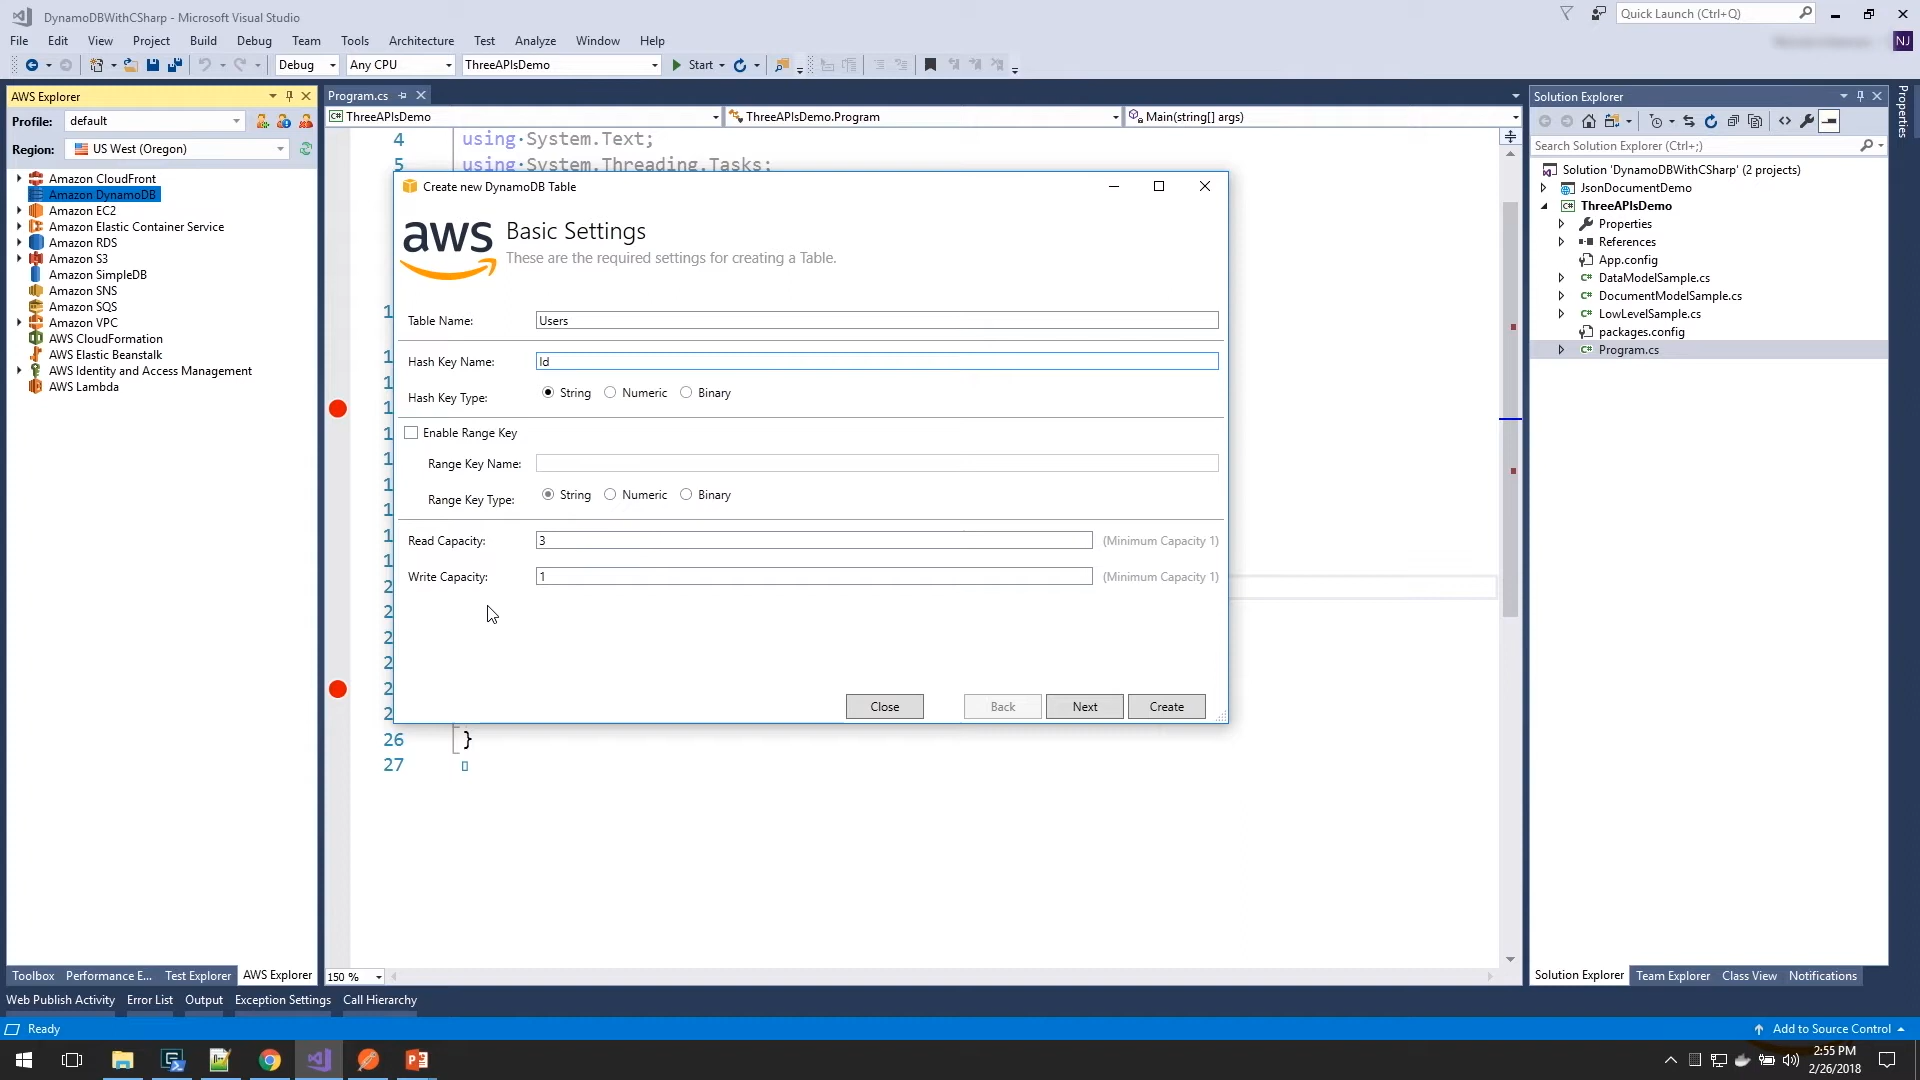 DynamoDBWithCSharp - Microsoft Visual Studio
Quick Launch (Ctrl+Q)
File Edit View Project Build Debug Team Tools Architecture Test Analyze Window Help
NJ
Debug Any CPU ThreeAPIsDemo Start
AWS Explorer
Profile: default
Region: US West (Oregon)
Amazon CloudFront
Amazon DynamoDB
Amazon EC2
Amazon Elastic Container Service
Amazon RDS
Amazon S3
Amazon SimpleDB
Amazon SNS
Amazon SQS
Amazon VPC
AWS CloudFormation
AWS Elastic Beanstalk
AWS Identity and Access Management
AWS Lambda
Toolbox Performance E... Test Explorer AWS Explorer
Program.cs
ThreeAPIsDemo ThreeAPIsDemo.Program Main(string[] args)
4 using System.Text;
5 using System.Threading.Tasks;
Create new DynamoDB Table
aws
Basic Settings
These are the required settings for creating a Table.
Table Name: Users
Hash Key Name: Id
Hash Key Type: String Numeric Binary
Enable Range Key
Range Key Name:
Range Key Type: String Numeric Binary
Read Capacity: 3 (Minimum Capacity 1)
Write Capacity: 1 (Minimum Capacity 1)
Close Back Next Create
26 }
27
150 %
Solution Explorer
Search Solution Explorer (Ctrl+;)
Solution 'DynamoDBWithCSharp' (2 projects)
JsonDocumentDemo
ThreeAPIsDemo
Properties
References
App.config
DataModelSample.cs
DocumentModelSample.cs
LowLevelSample.cs
packages.config
Program.cs
Solution Explorer Team Explorer Class View Notifications
Properties
Web Publish Activity Error List Output Exception Settings Call Hierarchy
Ready
Add to Source Control
2:55 PM
2/26/2018